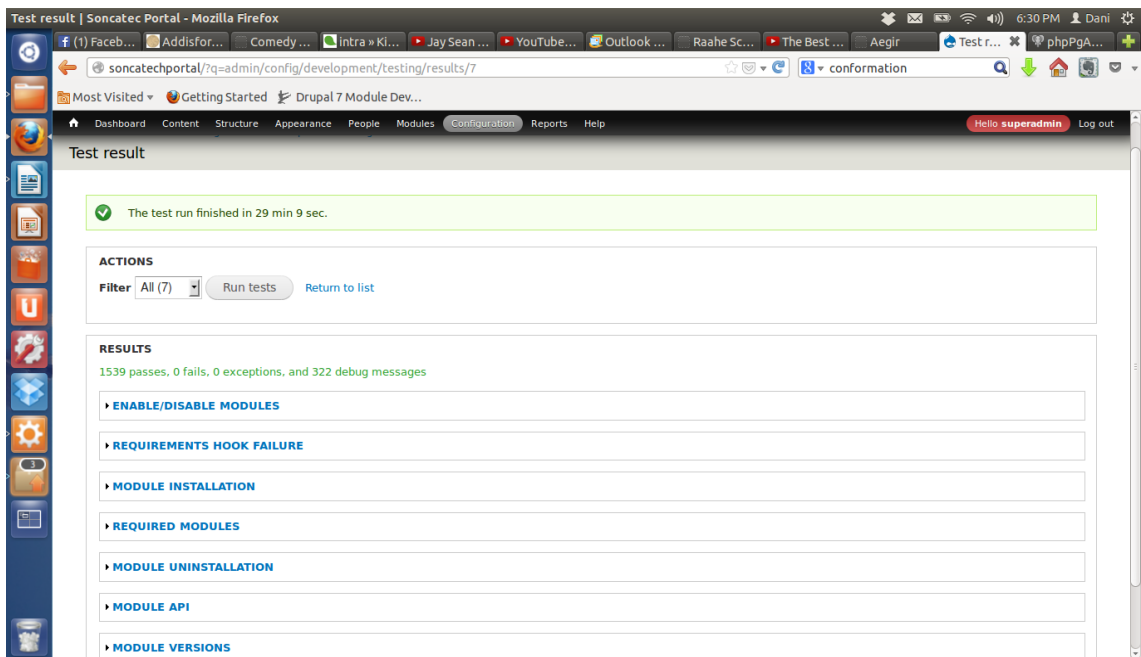 Test result | Soncatec Portal - Mozilla Firefox 6:30 PM Dani
f (1) Faceb... Addisfor... Comedy ... intra » Ki... Jay Sean ... YouTube... Outlook ... Raahe Sc... The Best ... Aegir Test r... phpPgA...
soncatechportal/?q=admin/config/development/testing/results/7 8 conformation
Most Visited Getting Started Drupal 7 Module Dev...
Dashboard Content Structure Appearance People Modules Configuration Reports Help Hello superadmin Log out
Test result
The test run finished in 29 min 9 sec.
ACTIONS
Filter All (7) Run tests Return to list
RESULTS
1539 passes, 0 fails, 0 exceptions, and 322 debug messages
ENABLE/DISABLE MODULES
REQUIREMENTS HOOK FAILURE
MODULE INSTALLATION
REQUIRED MODULES
MODULE UNINSTALLATION
MODULE API
MODULE VERSIONS
U
3